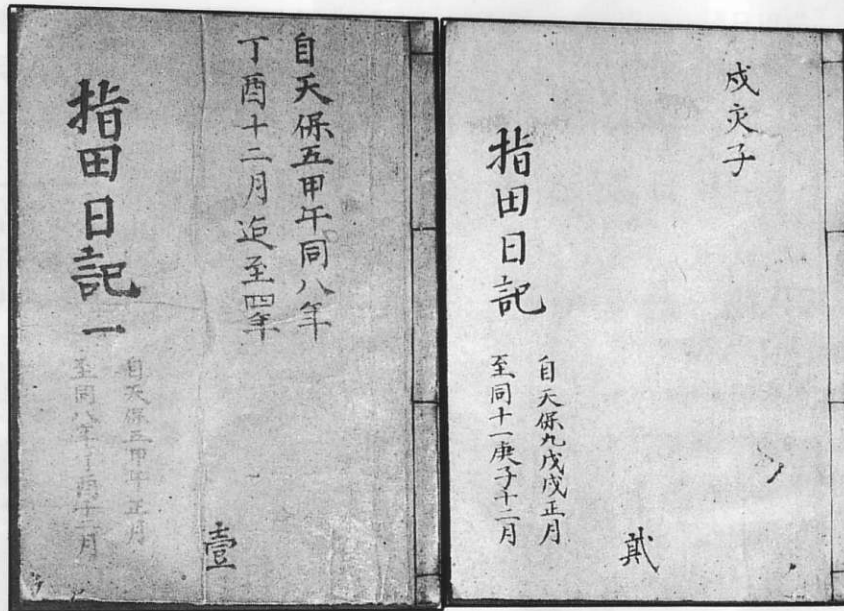 自天保五甲午同八年
丁酉十二月迄至四年
指田日記一
自天保五甲午正月
至同八年丁酉十二月
壹
戌亥子
指田日記
自天保九戊戌正月
至同十一庚子十二月
貮